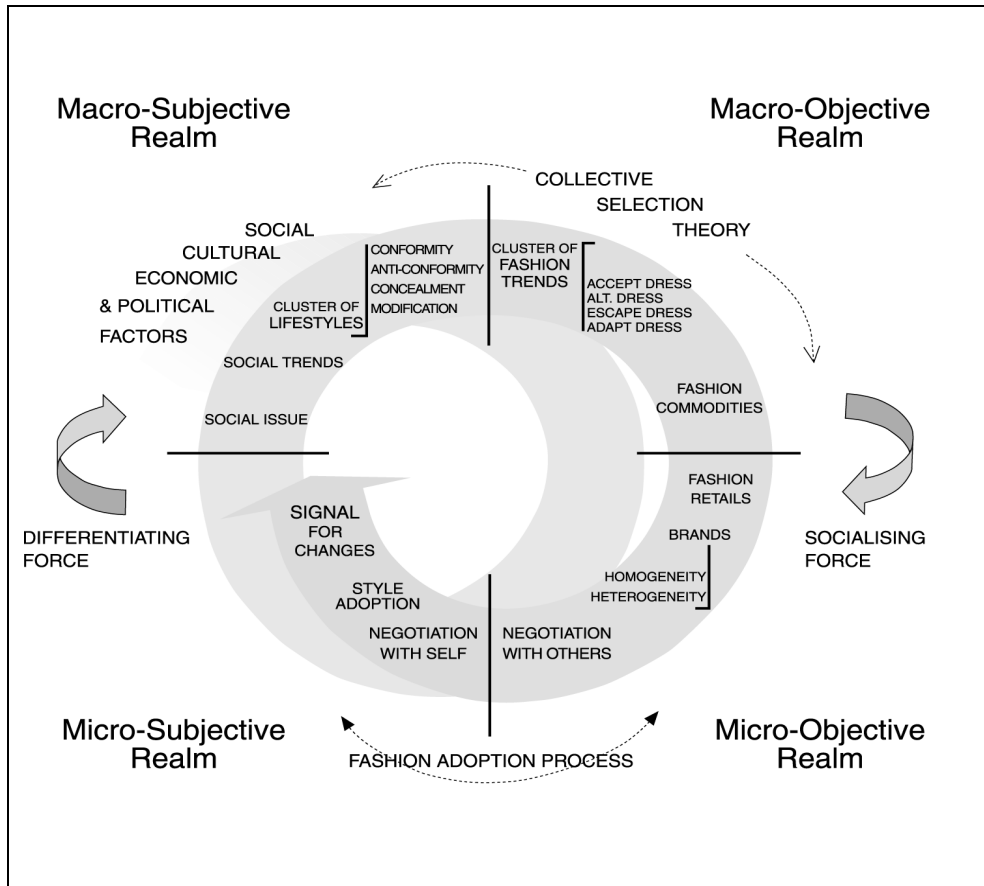 Macro-Subjective
Realm
Macro-Objective
Realm
COLLECTIVE
SELECTION
THEORY
SOCIAL
CULTURAL
ECONOMIC
& POLITICAL
FACTORS
CLUSTER OF
LIFESTYLES
CONFORMITY
ANTI-CONFORMITY
CONCEALMENT
MODIFICATION
CLUSTER OF
FASHION
TRENDS
ACCEPT DRESS
ALT. DRESS
ESCAPE DRESS
ADAPT DRESS
SOCIAL TRENDS
SOCIAL ISSUE
FASHION
COMMODITIES
DIFFERENTIATING
FORCE
SOCIALISING
FORCE
FASHION
RETAILS
BRANDS
HOMOGENEITY
HETEROGENEITY
SIGNAL
FOR
CHANGES
STYLE
ADOPTION
NEGOTIATION
WITH SELF
NEGOTIATION
WITH OTHERS
Micro-Subjective
Realm
Micro-Objective
Realm
FASHION ADOPTION PROCESS